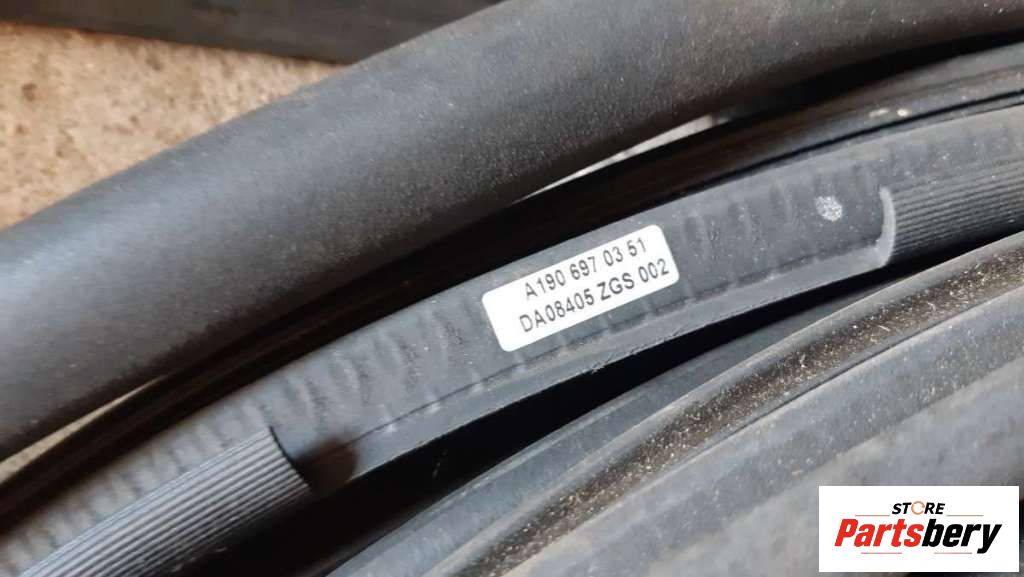 A190 697 03 51
DA08405 ZGS 002
STORE
Partsbery